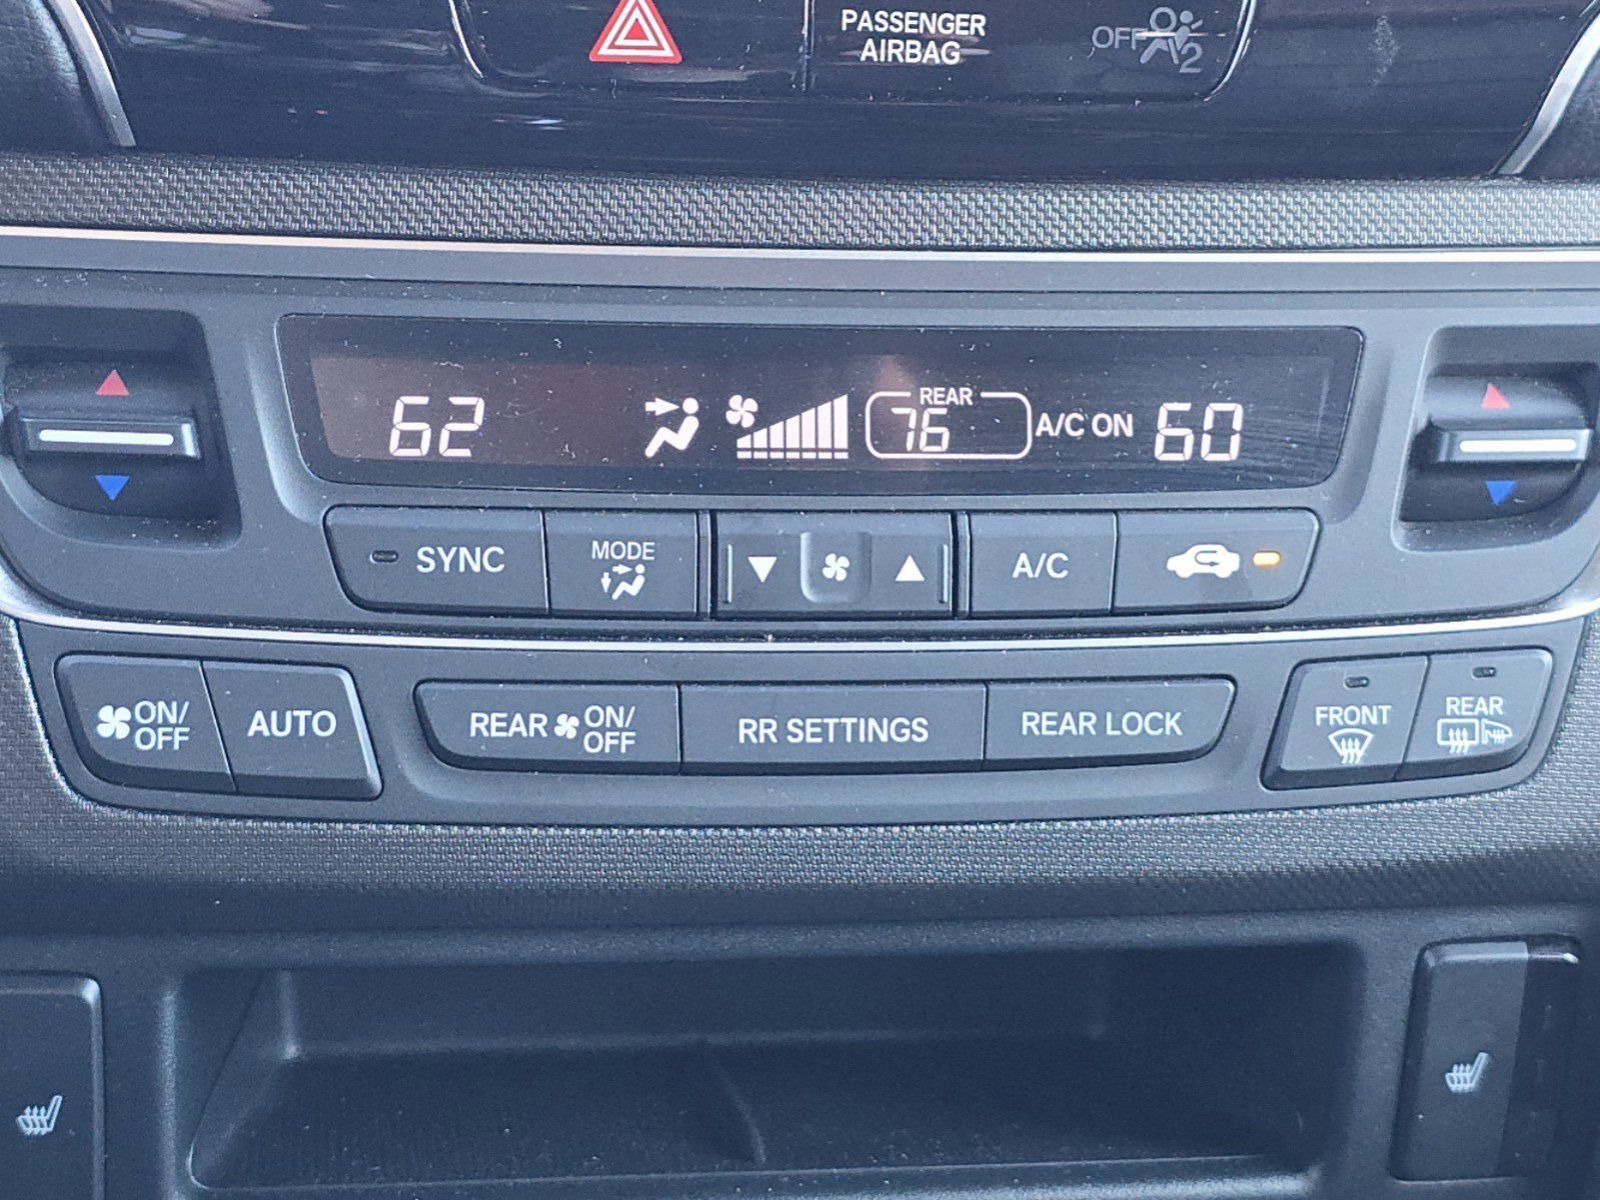 PASSENGER
AIRBAG
OFF
2
62
REAR
76
A/C ON
60
SYNC
MODE
A/C
ON/
OFF
AUTO
REAR ON/
OFF
RR SETTINGS
REAR LOCK
FRONT
REAR